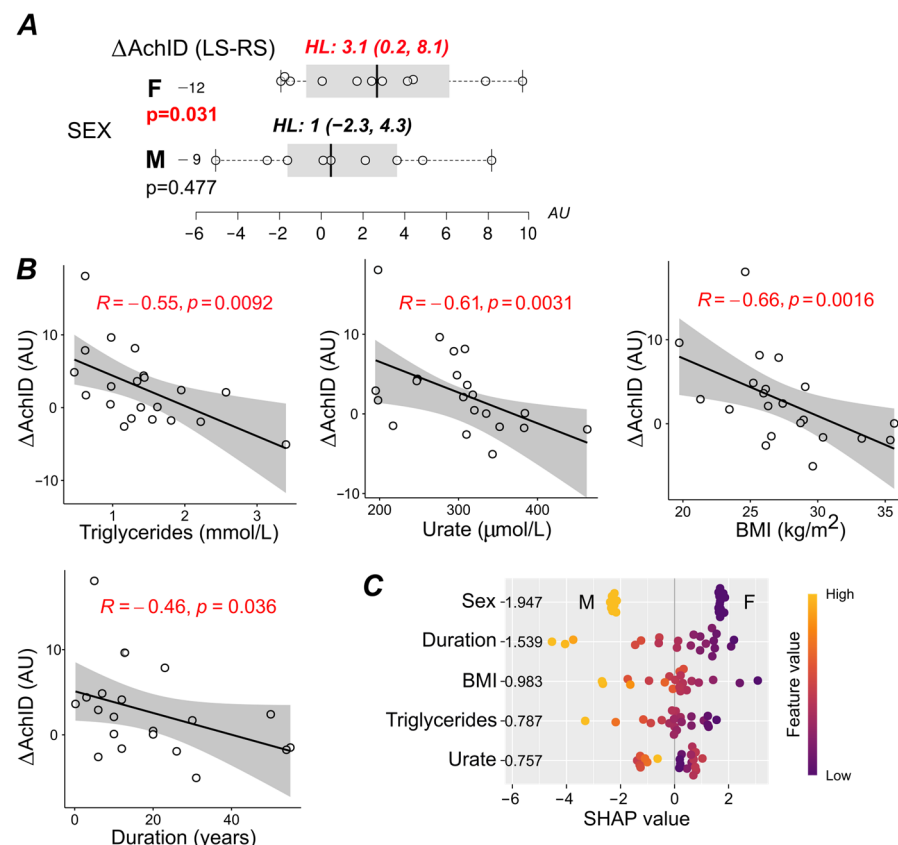 A
ΔAchID (LS-RS)
HL: 3.1 (0.2, 8.1)
F −12
p=0.031
SEX
HL: 1 (−2.3, 4.3)
M − 9
p=0.477
AU
−6 −4 −2 0 2 4 6 8 10
B
ΔAchID (AU)
R = −0.55, p = 0.0092
10
0
−10
1 2 3
Triglycerides (mmol/L)
ΔAchID (AU)
R = −0.61, p = 0.0031
10
0
−10
200 300 400
Urate (μmol/L)
ΔAchID (AU)
R = −0.66, p = 0.0016
10
0
20 25 30 35
BMI (kg/m²)
ΔAchID (AU)
R = −0.46, p = 0.036
10
0
0 20 40
Duration (years)
C
Sex -1.947 M F
Duration -1.539
BMI -0.983
Triglycerides -0.787
Urate -0.757
−6 −4 −2 0 2
SHAP value
High
Feature value
Low